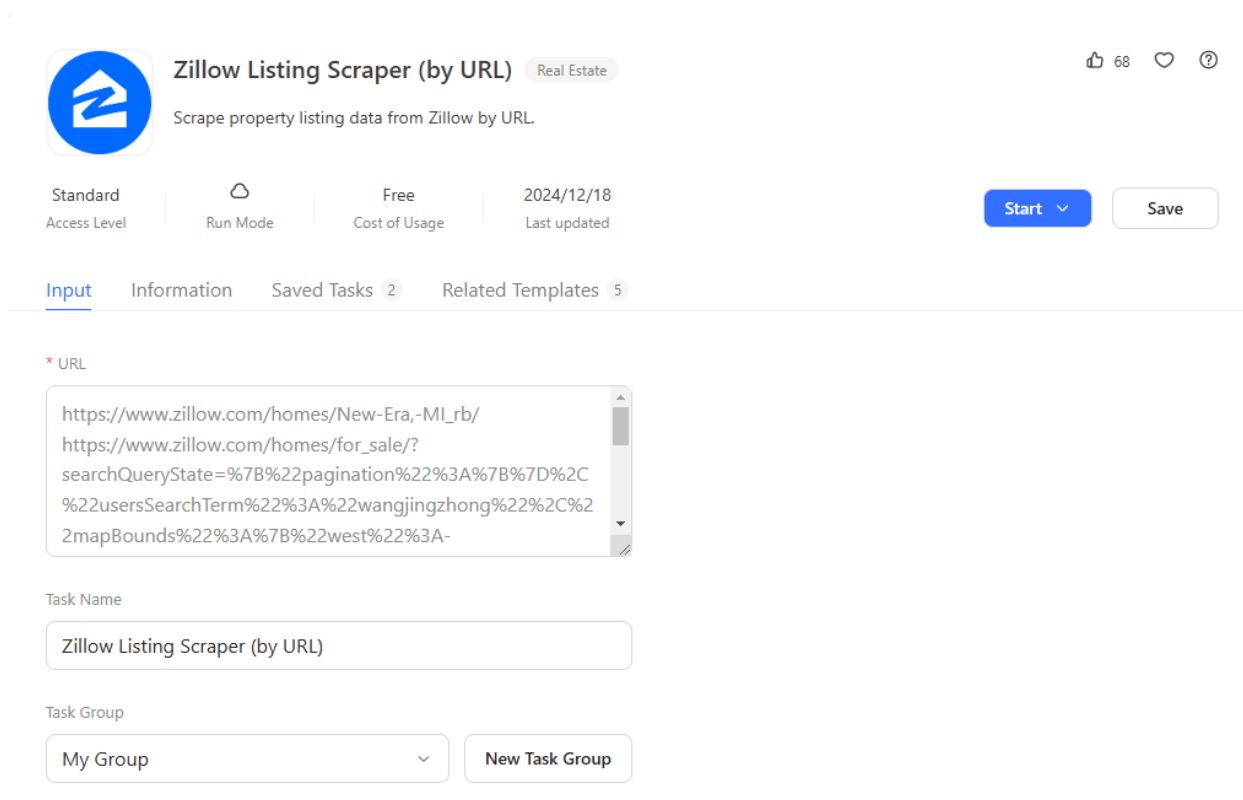 Zillow Listing Scraper (by URL) Real Estate
68
Scrape property listing data from Zillow by URL.
Standard
Access Level
Run Mode
Free
Cost of Usage
2024/12/18
Last updated
Start
Save
Input Information Saved Tasks 2 Related Templates 5
* URL
https://www.zillow.com/homes/New-Era,-MI_rb/
https://www.zillow.com/homes/for_sale/?
searchQueryState=%7B%22pagination%22%3A%7B%7D%2C
%22usersSearchTerm%22%3A%22wangjingzhong%22%2C%2
2mapBounds%22%3A%7B%22west%22%3A-
Task Name
Zillow Listing Scraper (by URL)
Task Group
My Group
New Task Group